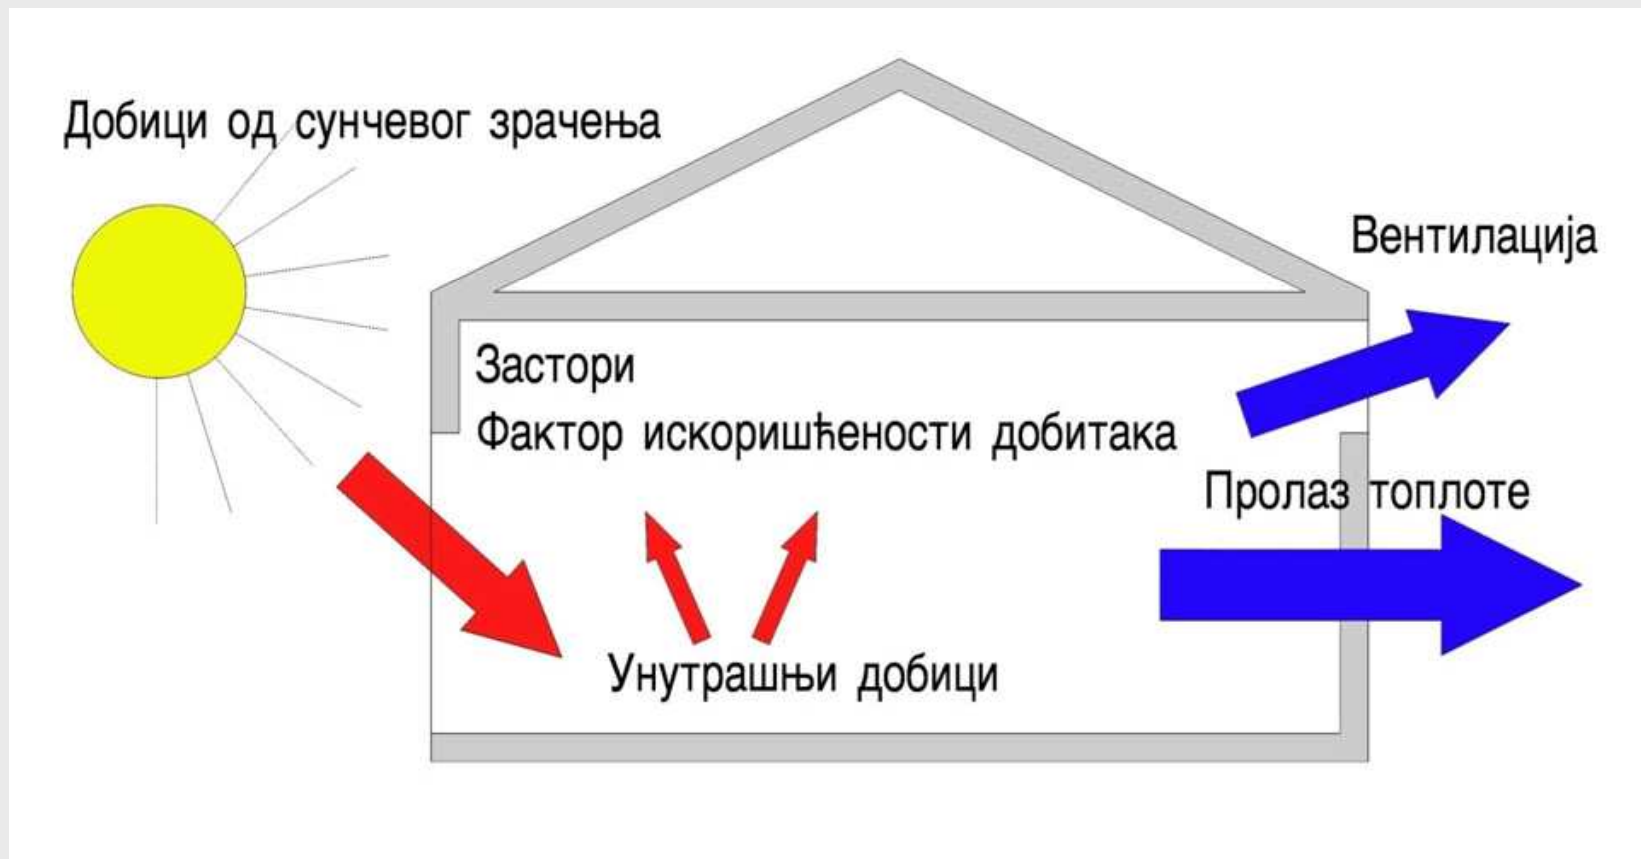 Добици од сунчевог зрачења
Вентилација
Застори
Фактор искоришћености добитака
Пролаз топлоте
Унутрашњи добици